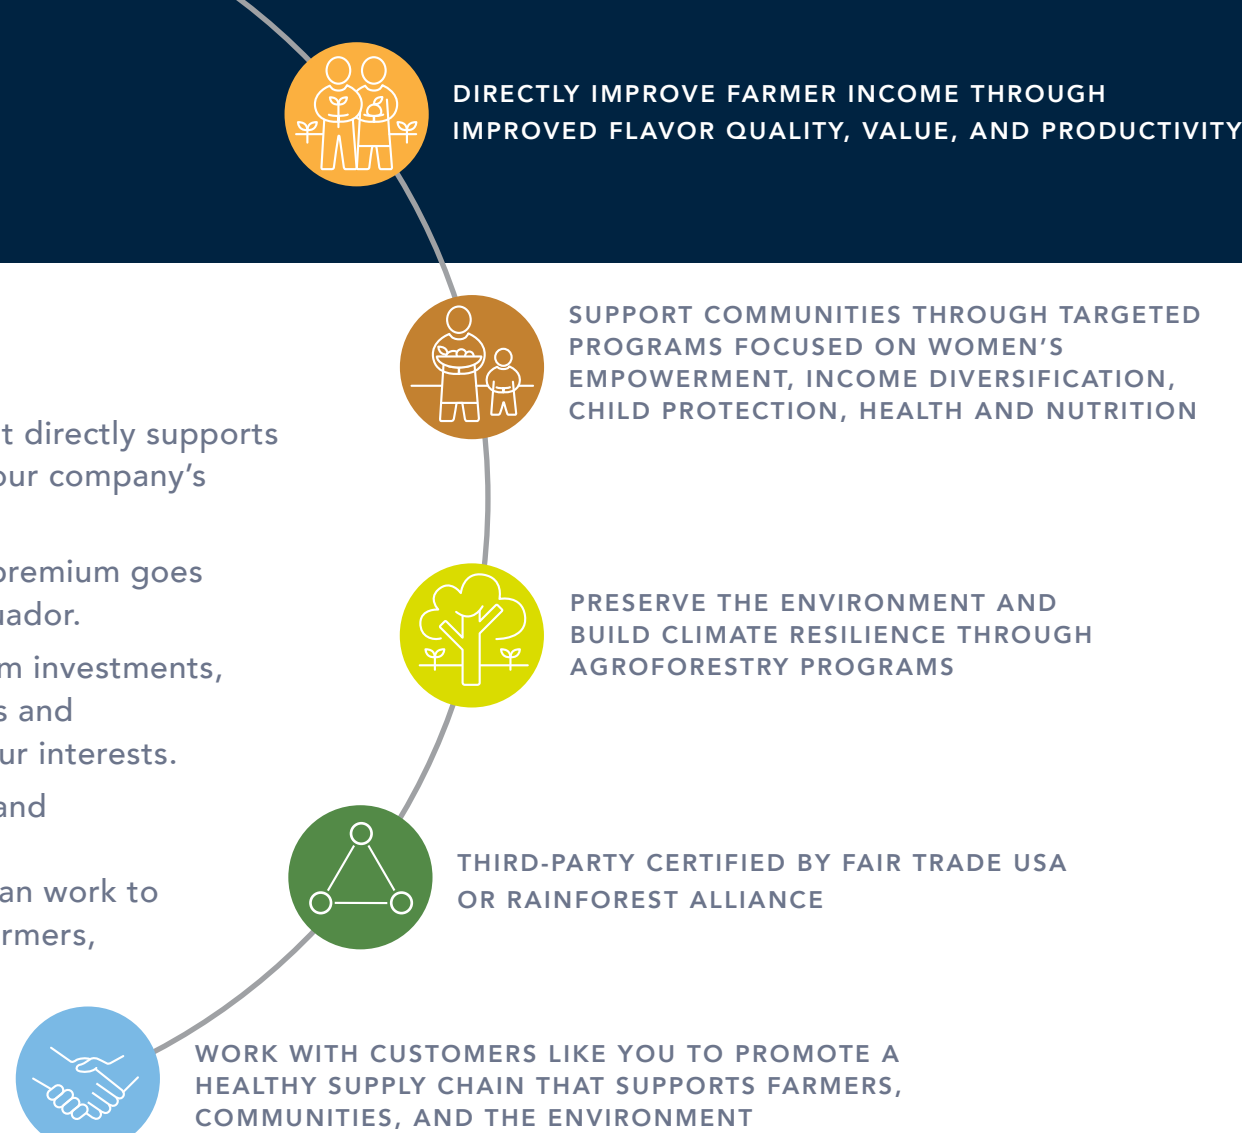 DIRECTLY IMPROVE FARMER INCOME THROUGH
IMPROVED FLAVOR QUALITY, VALUE, AND PRODUCTIVITY
SUPPORT COMMUNITIES THROUGH TARGETED
PROGRAMS FOCUSED ON WOMEN'S
EMPOWERMENT, INCOME DIVERSIFICATION,
CHILD PROTECTION, HEALTH AND NUTRITION
t directly supports
our company's
premium goes
uador.
m investments,
s and
ur interests.
and
an work to
rmers,
PRESERVE THE ENVIRONMENT AND
BUILD CLIMATE RESILIENCE THROUGH
AGROFORESTRY PROGRAMS
THIRD-PARTY CERTIFIED BY FAIR TRADE USA
OR RAINFOREST ALLIANCE
WORK WITH CUSTOMERS LIKE YOU TO PROMOTE A
HEALTHY SUPPLY CHAIN THAT SUPPORTS FARMERS,
COMMUNITIES, AND THE ENVIRONMENT